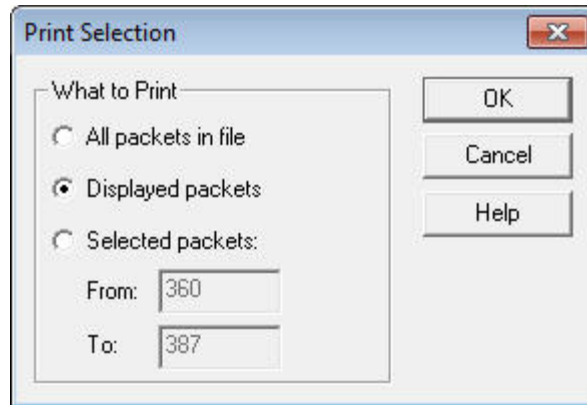 Print Selection
What to Print
All packets in file
Displayed packets
Selected packets:
From: 360
To: 387
OK
Cancel
Help